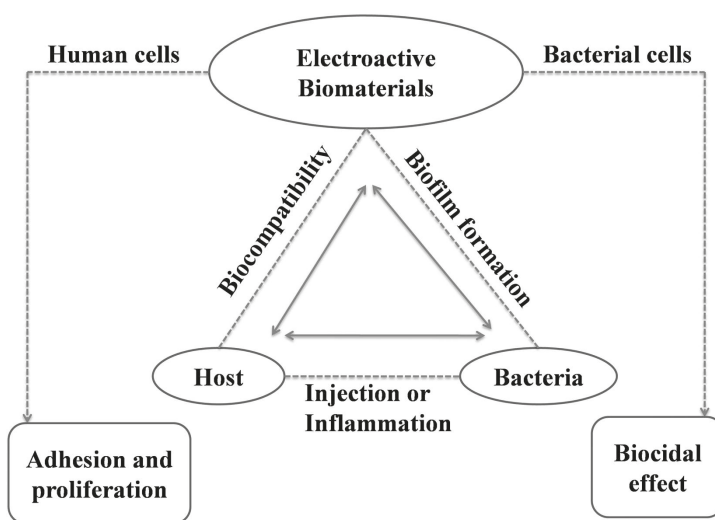 Human cells
Electroactive
Biomaterials
Bacterial cells
Biocompatibility
Biofilm formation
Host
Bacteria
Injection or
Inflammation
Adhesion and
proliferation
Biocidal
effect